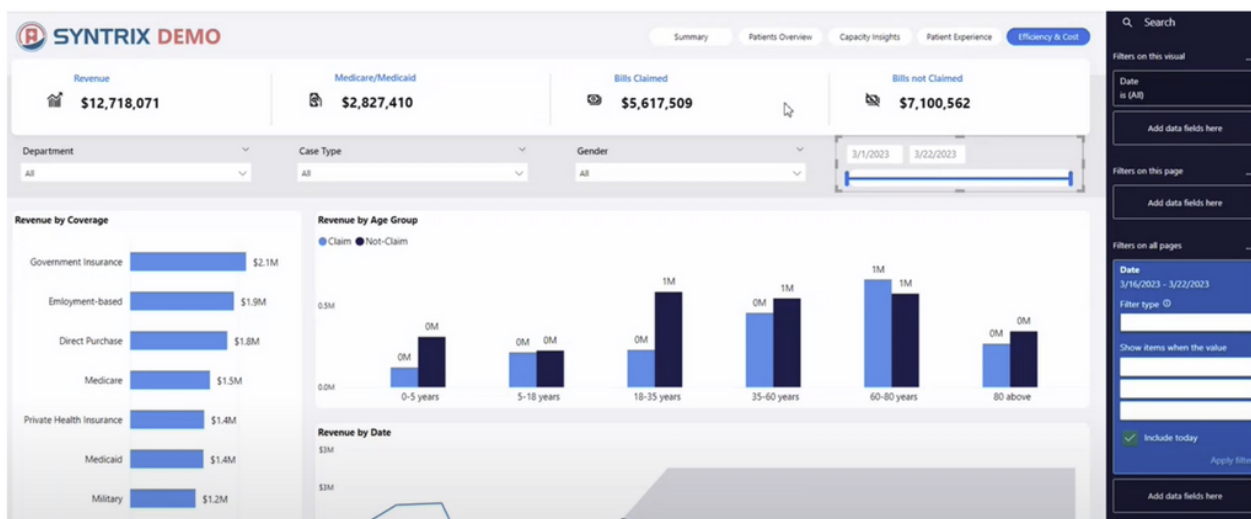 SYNTRIX DEMO
Summary
Patients Overview
Capacity Insights
Patient Experience
Efficiency & Cost
Revenue
$12,718,071
Medicare/Medicaid
$2,827,410
Bills Claimed
$5,617,509
Bills not Claimed
$7,100,562
Department
All
Case Type
All
Gender
All
3/1/2023
3/22/2023
Revenue by Coverage
Government Insurance
$2.1M
Emloyment-based
$1.9M
Direct Purchase
$1.8M
Medicare
$1.5M
Private Health Insurance
$1.4M
Medicaid
$1.4M
Military
$1.2M
Revenue by Age Group
Claim Not-Claim
0.5M
0.0M
0M 0M
0M 0M
0M 1M
0M 1M
1M 1M
0M 0M
0-5 years
5-18 years
18-35 years
35-60 years
60-80 years
80 above
Revenue by Date
$3M
$3M
Search
Filters on this visual
Date
is (All)
Add data fields here
Filters on this page
Add data fields here
Filters on all pages
Date
3/16/2023 - 3/22/2023
Filter type
Show items when the value
Include today
Apply filter
Add data fields here